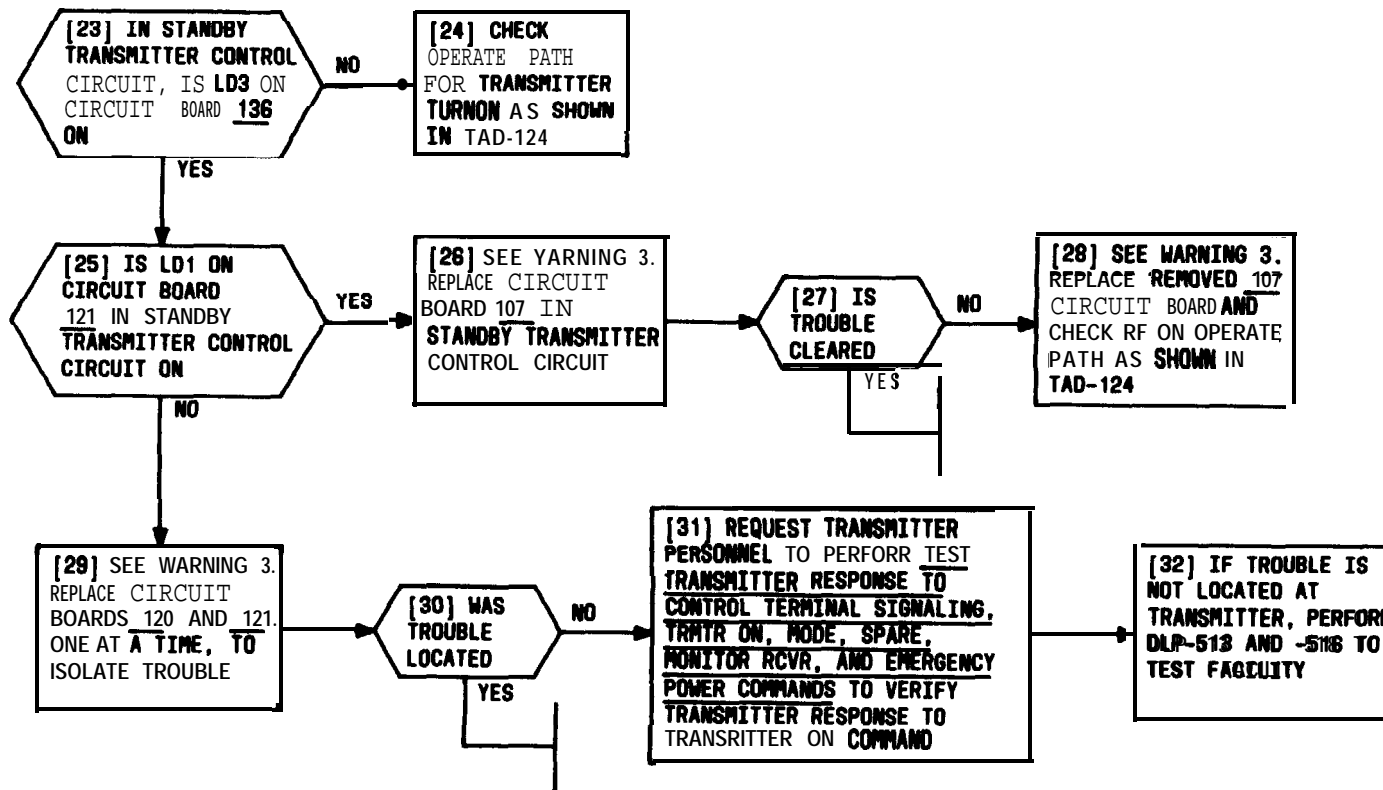 [23] IN STANDBY
TRANSMITTER CONTROL
CIRCUIT, IS LD3 ON
CIRCUIT BOARD 136
ON
NO
YES
[24] CHECK
OPERATE PATH
FOR TRANSMITTER
TURNON AS SHOWN
IN TAD-124
[25] IS LD1 ON
CIRCUIT BOARD
121 IN STANDBY
TRANSMITTER CONTROL
CIRCUIT ON
YES
NO
[26] SEE YARNING 3.
REPLACE CIRCUIT
BOARD 107 IN
STANDBY TRANSMITTER
CONTROL CIRCUIT
[27] IS
TROUBLE
CLEARED
NO
YES
[28] SEE WARNING 3.
REPLACE REMOVED 107
CIRCUIT BOARD AND
CHECK RF ON OPERATE
PATH AS SHOWN IN
TAD-124
[29] SEE WARNING 3.
REPLACE CIRCUIT
BOARDS 120 AND 121.
ONE AT A TIME, TO
ISOLATE TROUBLE
[30] WAS
TROUBLE
LOCATED
NO
YES
[31] REQUEST TRANSMITTER
PERSONNEL TO PERFORR TEST
TRANSMITTER RESPONSE TO
CONTROL TERMINAL SIGNALING,
TRMTR ON, MODE, SPARE,
MONITOR RCVR, AND EMERGENCY
POWER COMMANDS TO VERIFY
TRANSMITTER RESPONSE TO
TRANSRITTER ON COMMAND
[32] IF TROUBLE IS
NOT LOCATED AT
TRANSMITTER, PERFORM
DLP-513 AND TO
TEST